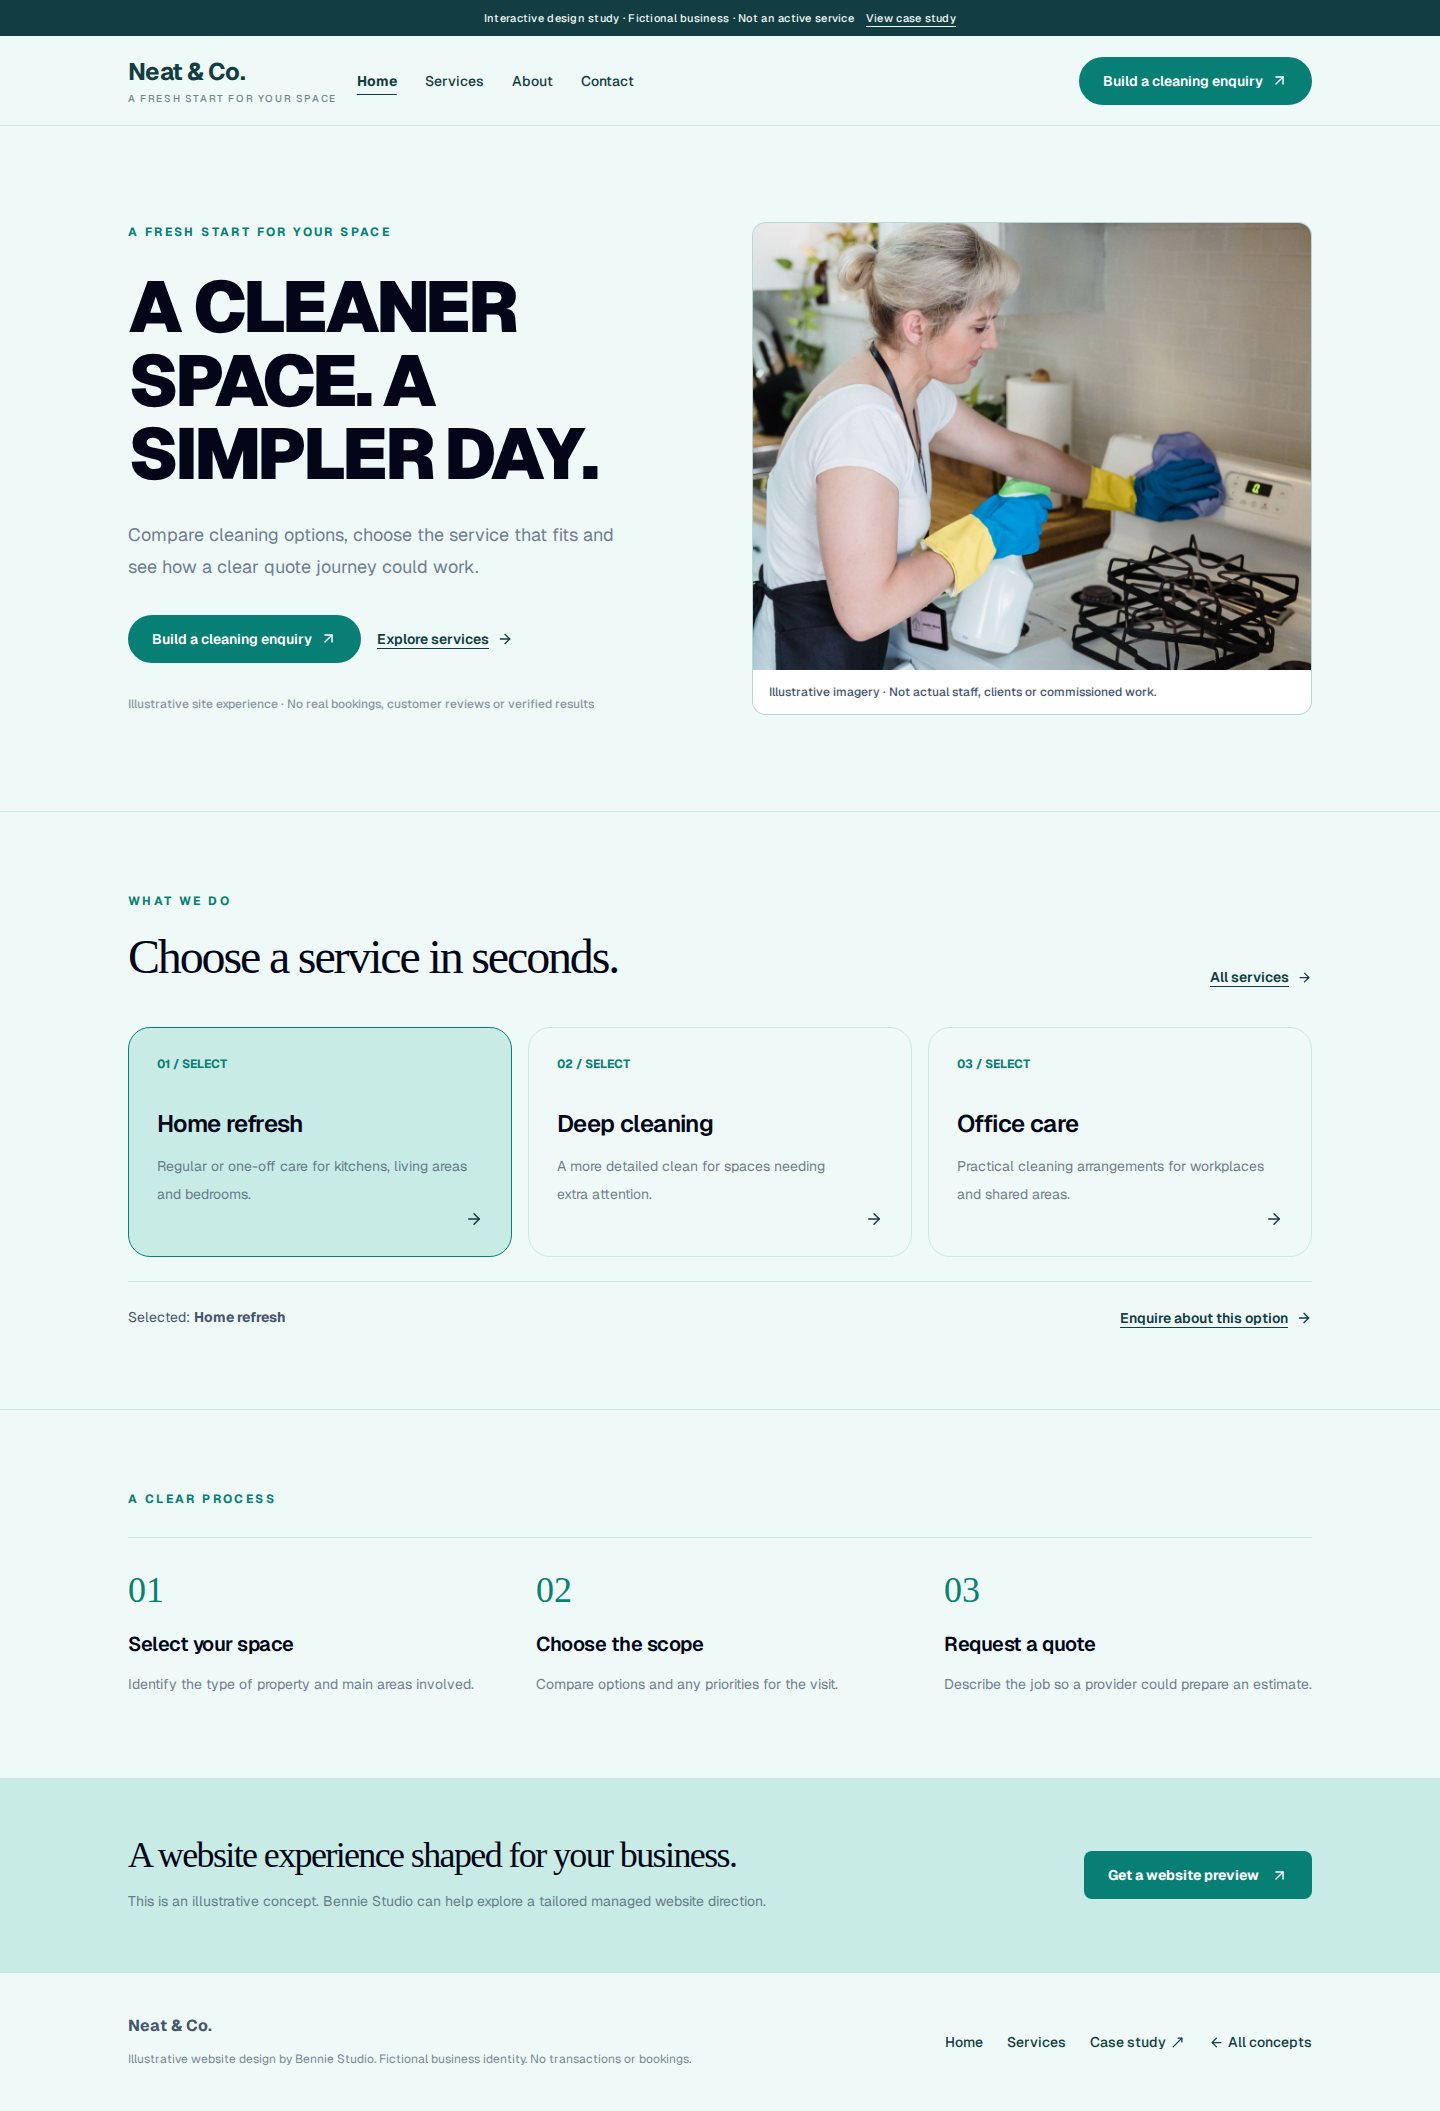 Interactive design study · Fictional business · Not an active service View case study
Neat & Co.
A FRESH START FOR YOUR SPACE
Home Services About Contact
Build a cleaning enquiry ↗
A FRESH START FOR YOUR SPACE
A CLEANER
SPACE. A
SIMPLER DAY.
Compare cleaning options, choose the service that fits and
see how a clear quote journey could work.
Build a cleaning enquiry ↗ Explore services →
Illustrative site experience · No real bookings, customer reviews or verified results
Illustrative imagery · Not actual staff, clients or commissioned work.
WHAT WE DO
Choose a service in seconds.
All services →
01 / SELECT
Home refresh
Regular or one-off care for kitchens, living areas
and bedrooms.
→
02 / SELECT
Deep cleaning
A more detailed clean for spaces needing
extra attention.
→
03 / SELECT
Office care
Practical cleaning arrangements for workplaces
and shared areas.
→
Selected: Home refresh
Enquire about this option →
A CLEAR PROCESS
01
Select your space
Identify the type of property and main areas involved.
02
Choose the scope
Compare options and any priorities for the visit.
03
Request a quote
Describe the job so a provider could prepare an estimate.
A website experience shaped for your business.
This is an illustrative concept. Bennie Studio can help explore a tailored managed website direction.
Get a website preview ↗
Neat & Co.
Illustrative website design by Bennie Studio. Fictional business identity. No transactions or bookings.
Home Services Case study ↗ ← All concepts